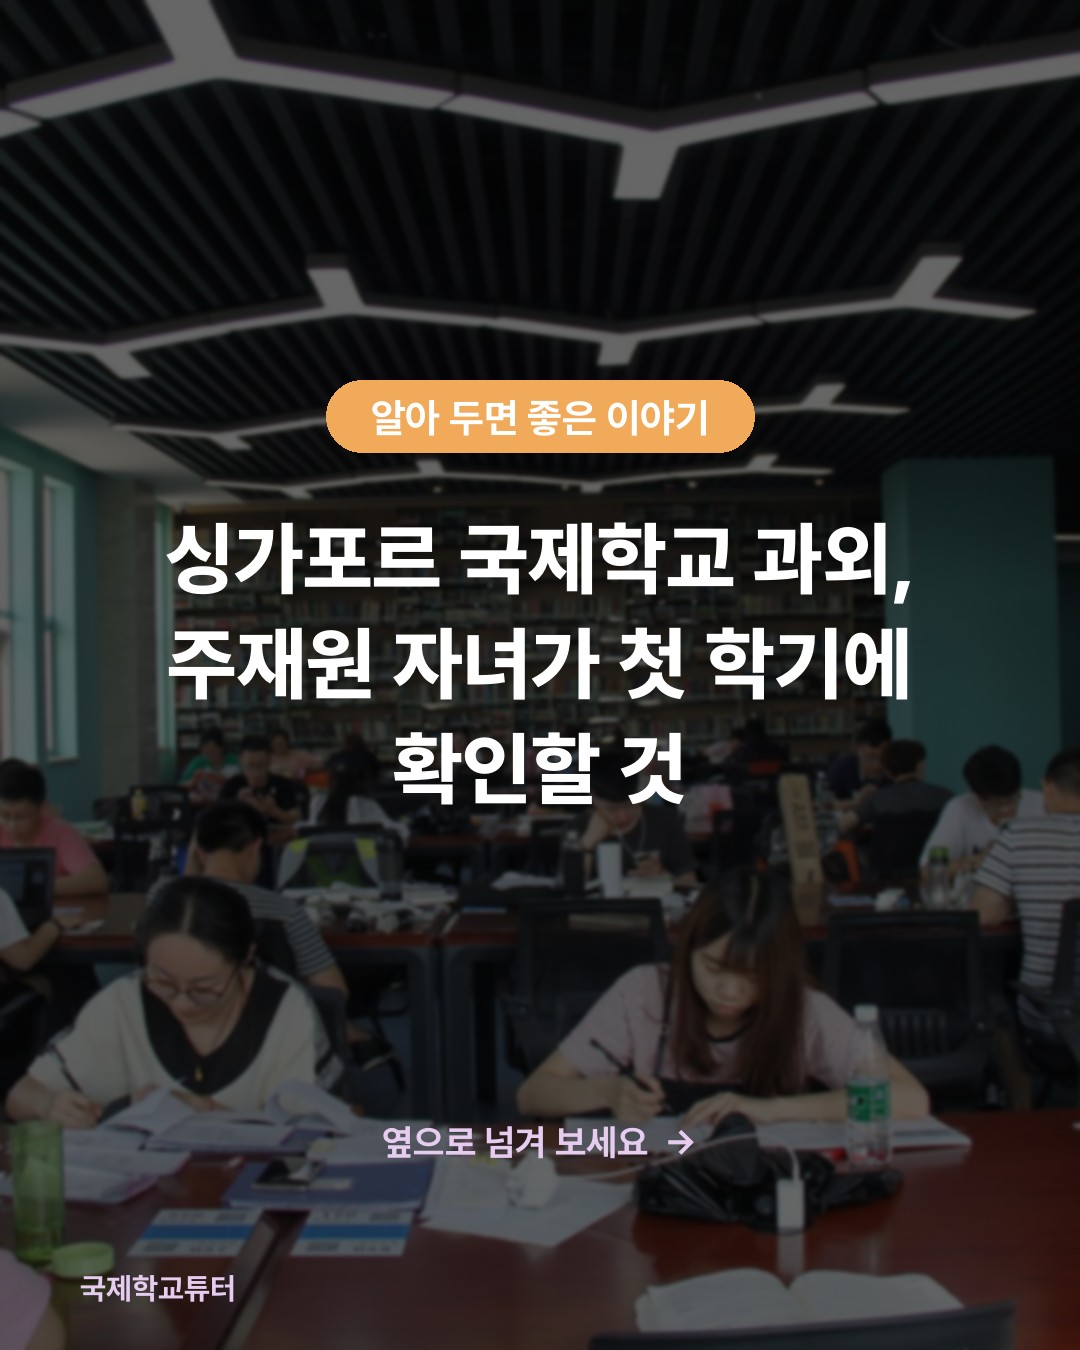 알아 두면 좋은 이야기
싱가포르 국제학교 과외,
주재원 자녀가 첫 학기에
확인할 것
옆으로 넘겨 보세요 →
국제학교튜터